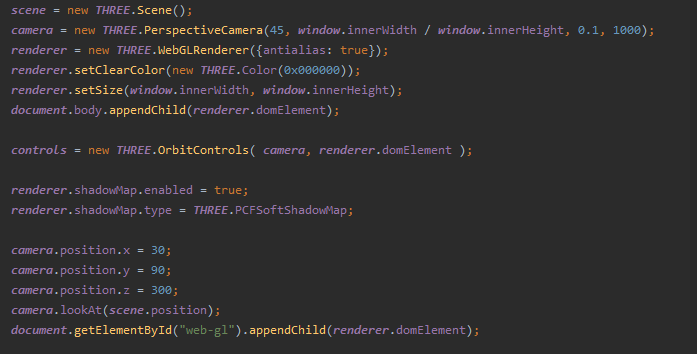 scene = new THREE.Scene();
camera = new THREE.PerspectiveCamera(45, window.innerWidth / window.innerHeight, 0.1, 1000);
renderer = new THREE.WebGLRenderer({antialias: true});
renderer.setClearColor(new THREE.Color(0x000000));
renderer.setSize(window.innerWidth, window.innerHeight);
document.body.appendChild(renderer.domElement);
controls = new THREE.OrbitControls( camera, renderer.domElement );
renderer.shadowMap.enabled = true;
renderer.shadowMap.type = THREE.PCFSoftShadowMap;
camera.position.x = 30;
camera.position.y = 90;
camera.position.z = 300;
camera.lookAt(scene.position);
document.getElementById("web-gl").appendChild(renderer.domElement);